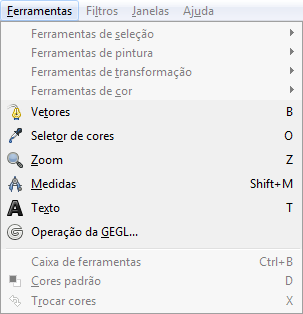 Ferramentas Filtros Janelas Ajuda
Ferramentas de seleção
Ferramentas de pintura
Ferramentas de transformação
Ferramentas de cor
Vetores B
Seletor de cores O
Zoom Z
Medidas Shift+M
Texto T
Operação da GEGL...
Caixa de ferramentas Ctrl+B
Cores padrão D
Trocar cores X